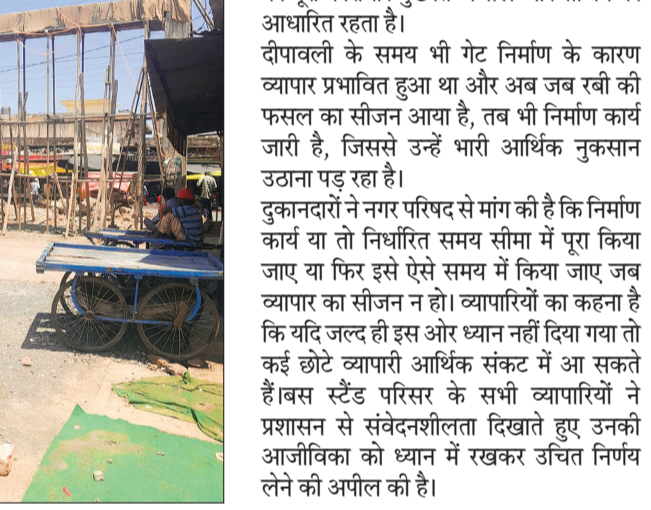 आधारित रहता है।
दीपावली के समय भी गेट निर्माण के कारण
व्यापार प्रभावित हुआ था और अब जब रबी की
फसल का सीजन आया है, तब भी निर्माण कार्य
जारी है, जिससे उन्हें भारी आर्थिक नुकसान
उठाना पड़ रहा है।
दुकानदारों ने नगर परिषद से मांग की है कि निर्माण
कार्य या तो निर्धारित समय सीमा में पूरा किया
जाए या फिर इसे ऐसे समय में किया जाए जब
व्यापार का सीजन न हो। व्यापारियों का कहना है
कि यदि जल्द ही इस ओर ध्यान नहीं दिया गया तो
कई छोटे व्यापारी आर्थिक संकट में आ सकते
हैं।बस स्टैंड परिसर के सभी व्यापारियों ने
प्रशासन से संवेदनशीलता दिखाते हुए उनकी
आजीविका को ध्यान में रखकर उचित निर्णय
लेने की अपील की है।